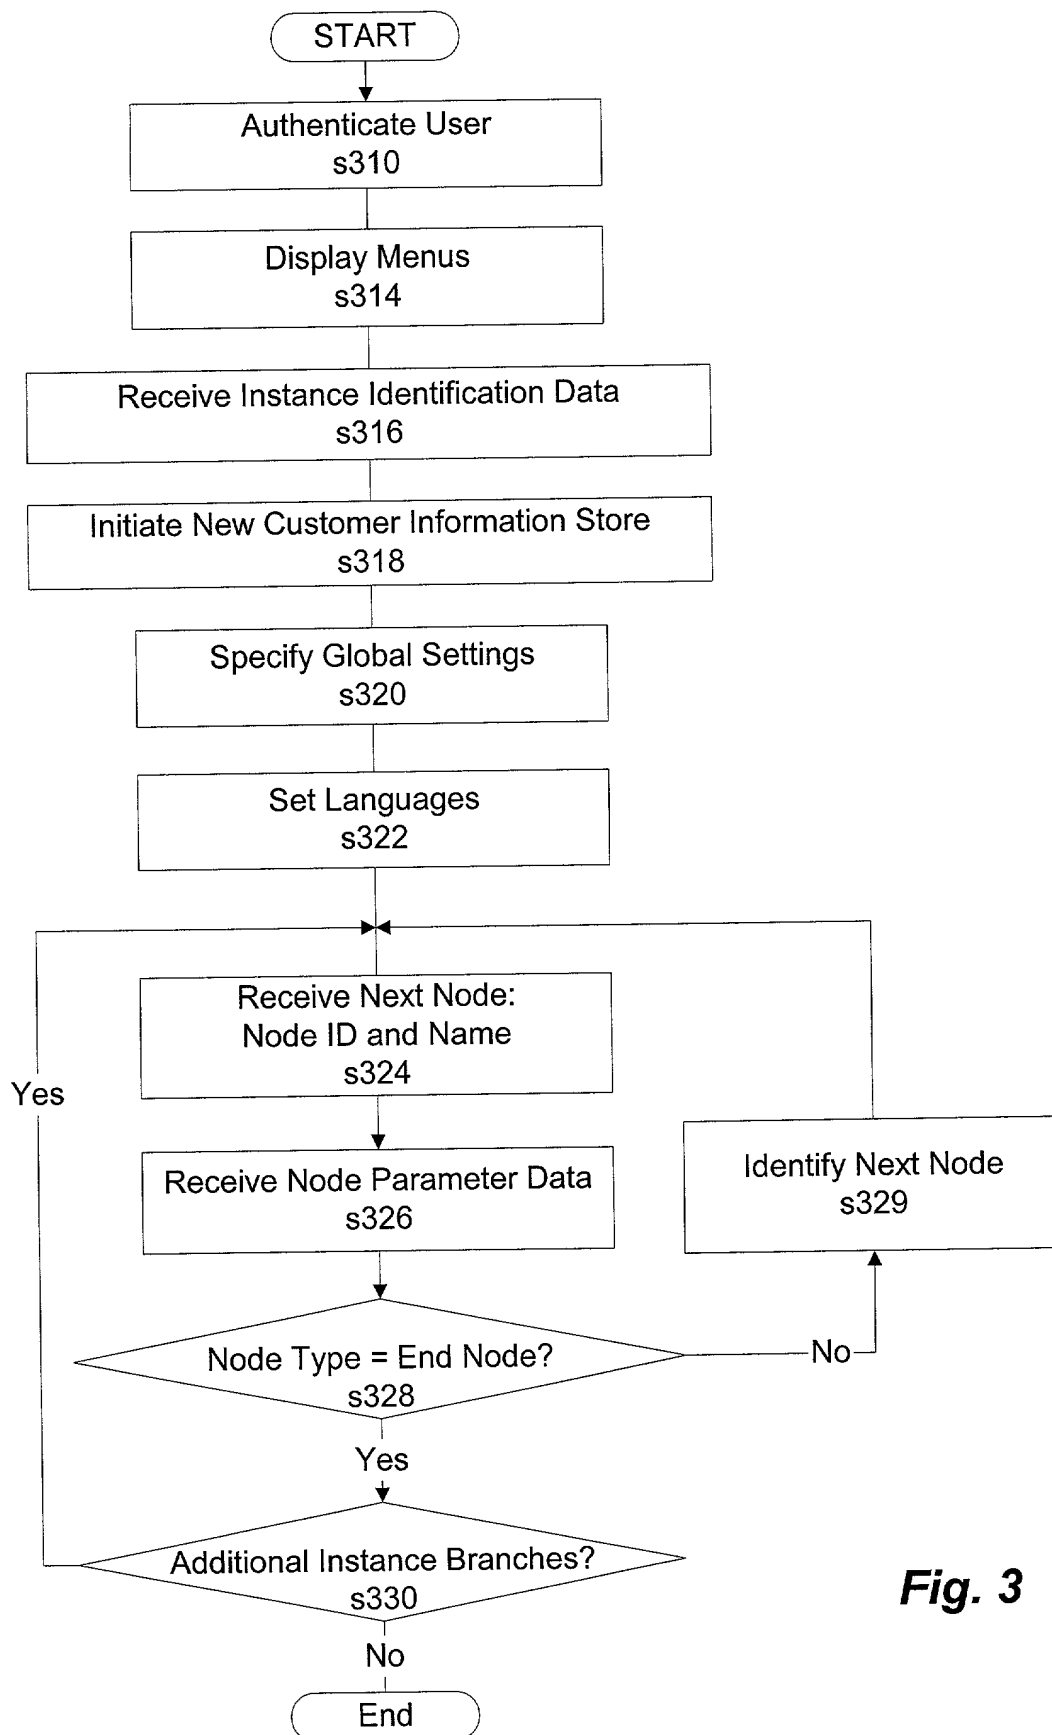 START
Authenticate User
s310
Display Menus
s314
Receive Instance Identification Data
s316
Initiate New Customer Information Store
s318
Specify Global Settings
s320
Set Languages
s322
Receive Next Node:
Node ID and Name
s324
Yes
Receive Node Parameter Data
s326
Identify Next Node
s329
Node Type = End Node?
s328
No
Yes
Additional Instance Branches?
s330
No
End
Fig. 3